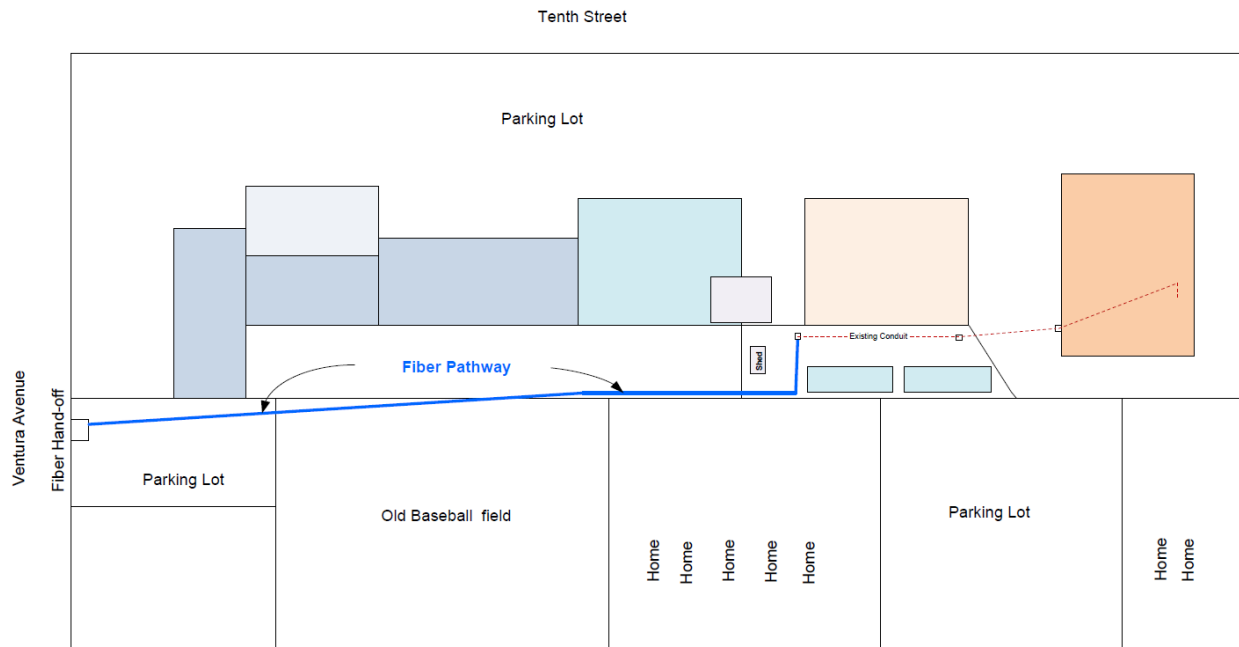 Tenth Street
Parking Lot
Existing Conduit
Shed
Fiber Pathway
Ventura Avenue
Fiber Hand-off
Parking Lot
Old Baseball field
Parking Lot
Home
Home
Home
Home
Home
Home
Home